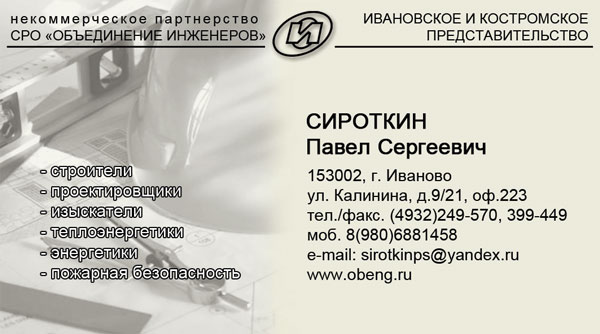 некоммерческое партнерство
СРО «ОБЪЕДИНЕНИЕ ИНЖЕНЕРОВ»
ИВАНОВСКОЕ И КОСТРОМСКОЕ
ПРЕДСТАВИТЕЛЬСТВО
СИРОТКИН
Павел Сергеевич
153002, г. Иваново
ул. Калинина, д.9/21, оф.223
тел./факс. (4932)249-570, 399-449
моб. 8(980)6881458
e-mail: sirotkinps@yandex.ru
www.obeng.ru
- строители
- проектировщики
- изыскатели
- теплоэнергетики
- энергетики
- пожарная безопасность